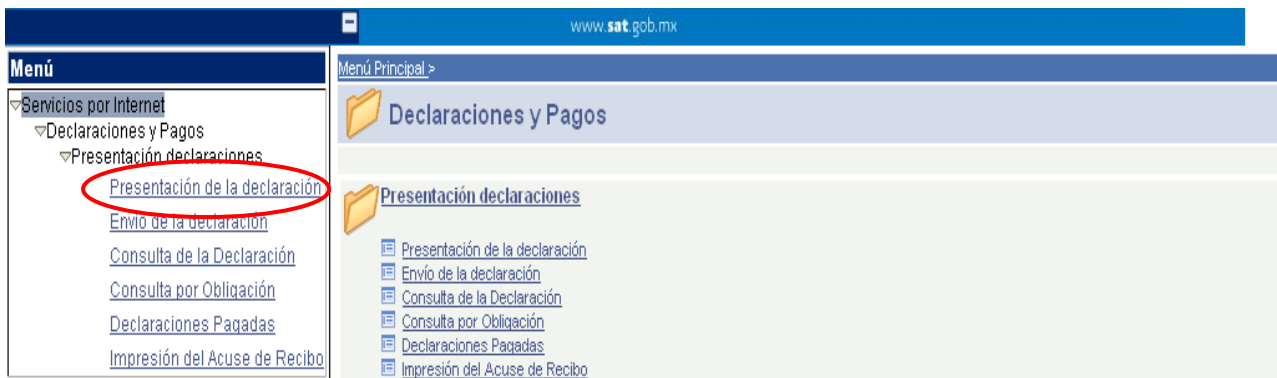 www.sat.gob.mx
Menú
Servicios por Internet
Declaraciones y Pagos
Presentación declaraciones
Presentación de la declaración
Envío de la declaración
Consulta de la Declaración
Consulta por Obligación
Declaraciones Pagadas
Impresión del Acuse de Recibo
Menú Principal >
Declaraciones y Pagos
Presentación declaraciones
Presentación de la declaración
Envío de la declaración
Consulta de la Declaración
Consulta por Obligación
Declaraciones Pagadas
Impresión del Acuse de Recibo